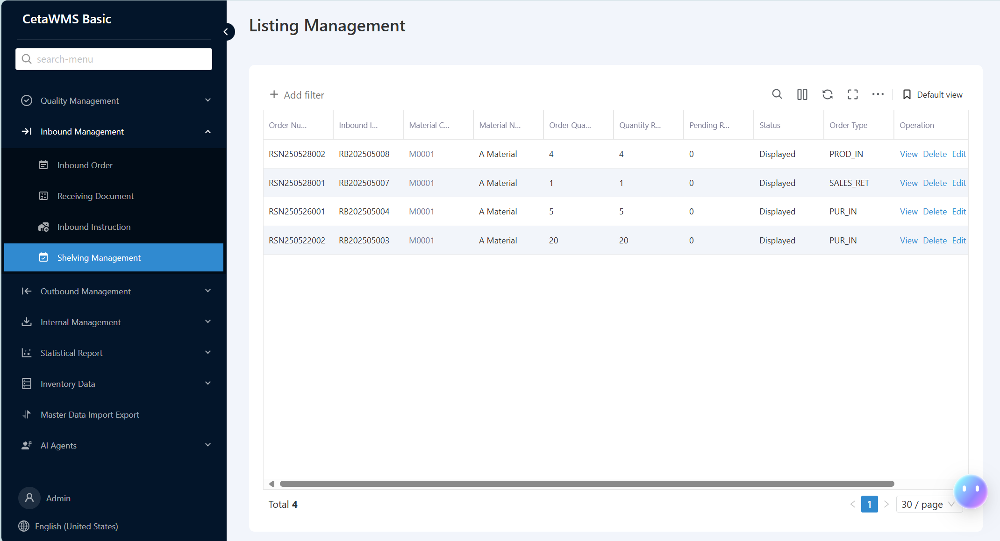 CetaWMS Basic
search-menu
Quality Management
Inbound Management
Inbound Order
Receiving Document
Inbound Instruction
Shelving Management
Outbound Management
Internal Management
Statistical Report
Inventory Data
Master Data Import Export
AI Agents
Admin
English (United States)
Listing Management
Add filter
Default view
Order Nu... Inbound I... Material C... Material N... Order Qua... Quantity R... Pending R... Status Order Type Operation
RSN250528002 RB202505008 M0001 A Material 4 4 0 Displayed PROD_IN View Delete Edit
RSN250528001 RB202505007 M0001 A Material 1 1 0 Displayed SALES_RET View Delete Edit
RSN250526001 RB202505004 M0001 A Material 5 5 0 Displayed PUR_IN View Delete Edit
RSN250522002 RB202505003 M0001 A Material 20 20 0 Displayed PUR_IN View Delete Edit
Total 4
1
30 / page